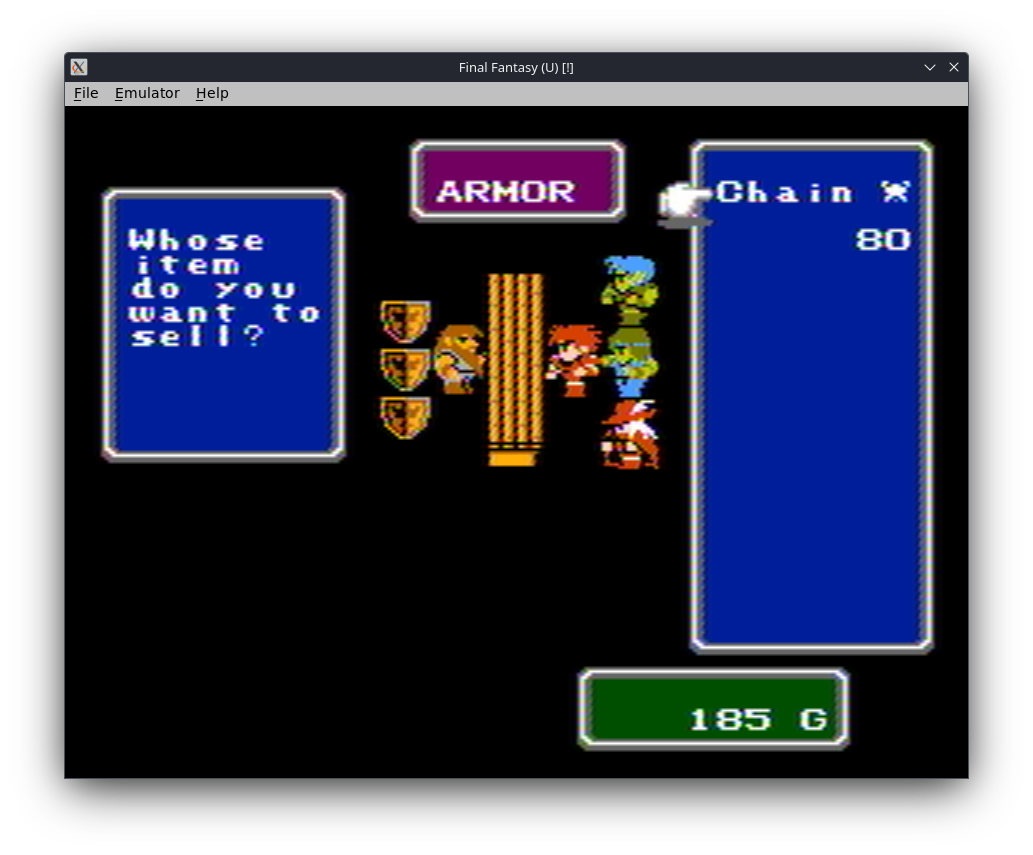 Final Fantasy (U) [!]
File Emulator Help
ARMOR
Chain
80
Whose
item
do you
want to
sell?
185 G